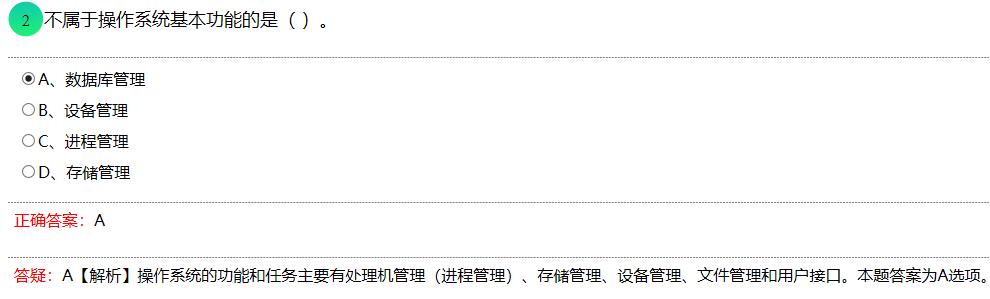 2 不属于操作系统基本功能的是（ ）。
A、数据库管理
B、设备管理
C、进程管理
D、存储管理
正确答案：A
答疑：A【解析】操作系统的功能和任务主要有处理机管理（进程管理）、存储管理、设备管理、文件管理和用户接口。本题答案为A选项。